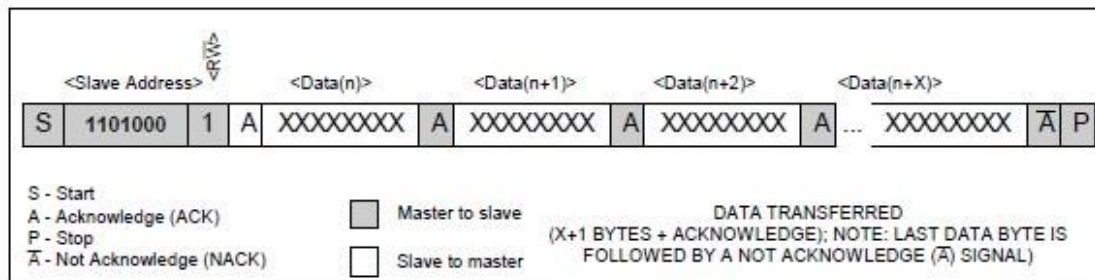 <RW̅>
<Slave Address> <Data(n)> <Data(n+1)> <Data(n+2)> <Data(n+X)>
S 1101000 1 A XXXXXXXX A XXXXXXXX A XXXXXXXX A ... XXXXXXXX A̅ P
S - Start
A - Acknowledge (ACK)
P - Stop
A̅ - Not Acknowledge (NACK)
Master to slave
Slave to master
DATA TRANSFERRED
(X+1 BYTES + ACKNOWLEDGE); NOTE: LAST DATA BYTE IS
FOLLOWED BY A NOT ACKNOWLEDGE (A̅) SIGNAL)